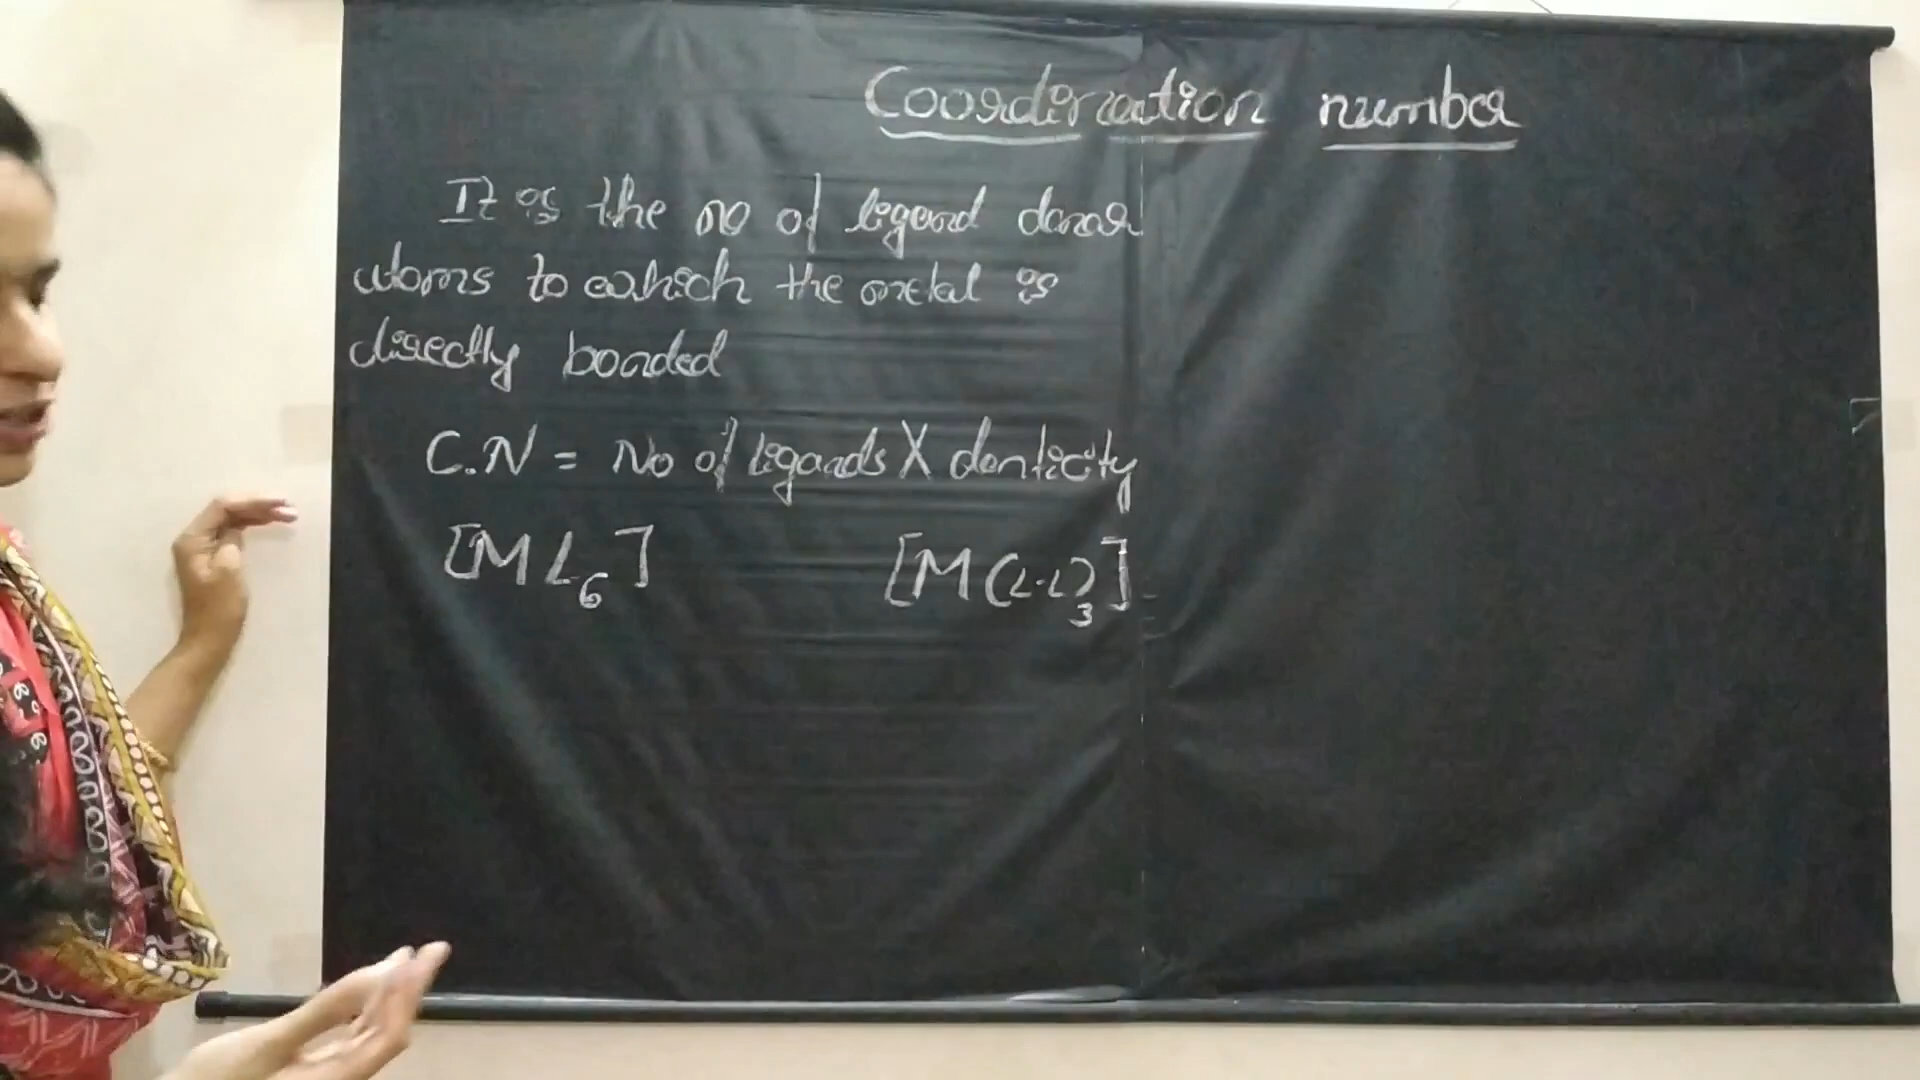 Coordination number
It is the no of ligand donor
atoms to which the metal is
directly bonded
C.N = No of ligands X denticity
[ML₆] [M(L-L)₃]